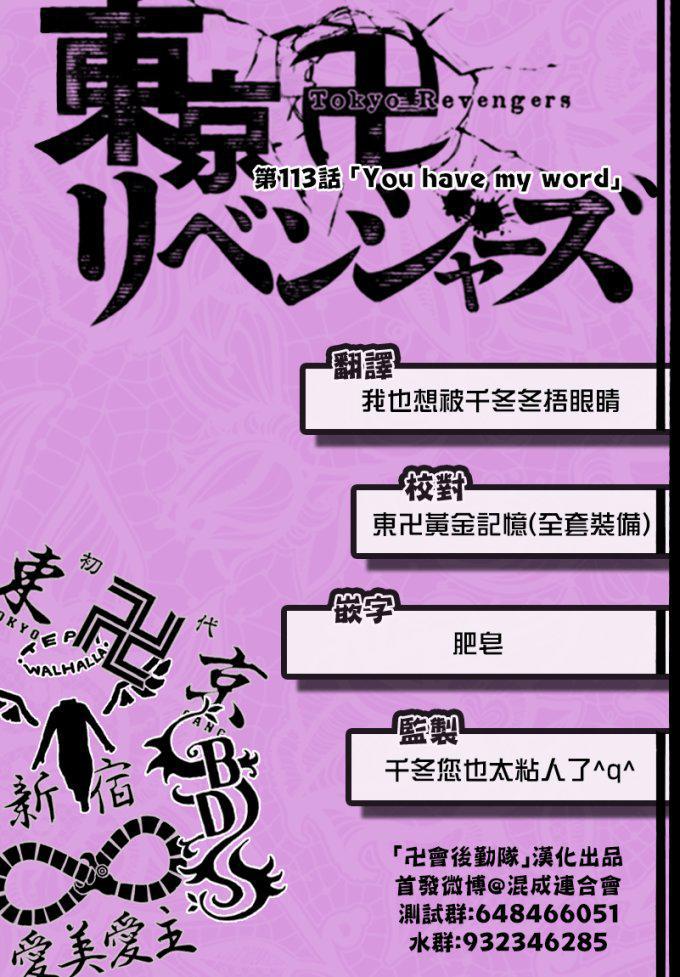 東京卍
Tokyo Revengers
第113話「You have my word」
リベンジャーズ
翻譯
我也想被千冬冬捂眼睛
校對
東卍黃金記憶(全套裝備)
嵌字
肥皂
監製
千冬您也太粘人了^q^
「卍會後勤隊」漢化出品
首發微博@混成連合會
測試群:648466051
水群:932346285
初代
東卍京
WALHALLA
BD
新宿
愛美愛主